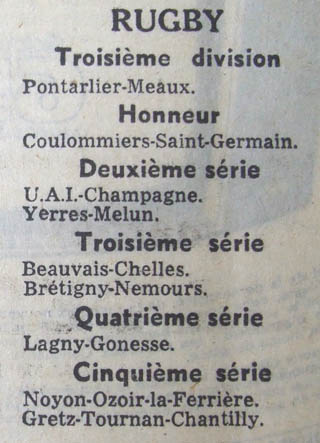 RUGBY
Troisième division
Pontarlier-Meaux.
Honneur
Coulommiers-Saint-Germain.
Deuxième série
U.A.I.-Champagne.
Yerres-Melun.
Troisième série
Beauvais-Chelles.
Brétigny-Nemours.
Quatrième série
Lagny-Gonesse.
Cinquième série
Noyon-Ozoir-la-Ferrière.
Gretz-Tournan-Chantilly.